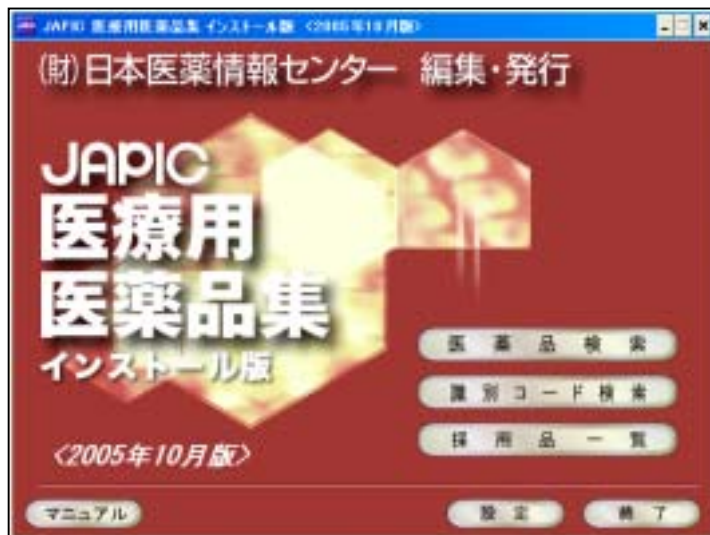 JAPIC 医療用医薬品集 インストール版 <2005年10月版>
(財)日本医薬情報センター 編集・発行
JAPIC
医療用
医薬品集
インストール版
<2005年10月版>
医薬品検索
識別コード検索
採用品一覧
マニュアル
設定
終了